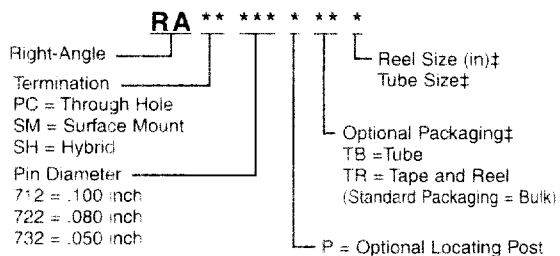 RA ** *** * ** *
Right-Angle
Termination
PC = Through Hole
SM = Surface Mount
SH = Hybrid
Pin Diameter
712 = .100 inch
722 = .080 inch
732 = .050 inch
Reel Size (in)‡
Tube Size‡
Optional Packaging‡
TB =Tube
TR = Tape and Reel
(Standard Packaging = Bulk)
P = Optional Locating Post